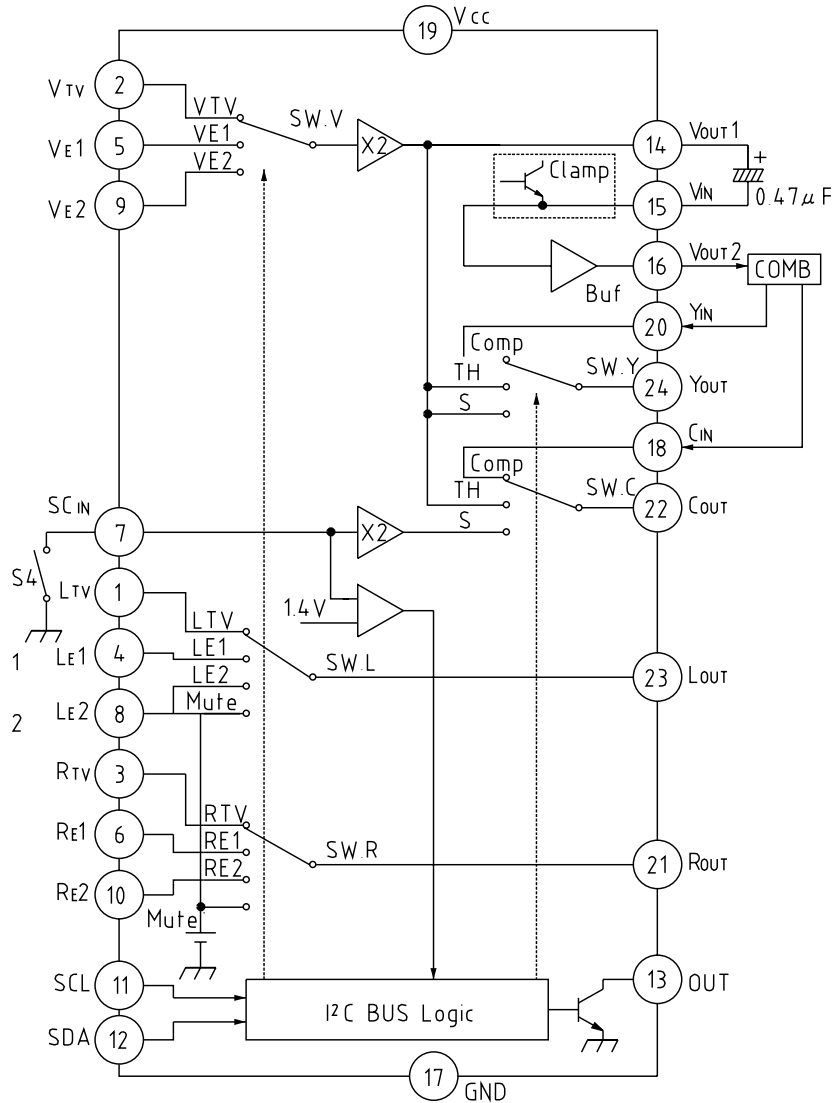 19 VCC
VTV 2
VTV
SW.V
VE1 5
VE1
X2
14 VOUT1
VE2
Clamp
+
VE2 9
15 VIN
0.47μF
16 VOUT2
COMB
Buf
20 YIN
Comp
SW.Y
TH
24 YOUT
S
18 CIN
Comp
SW.C
TH
22 COUT
SCIN
S
7
X2
S4
LTV 1
1.4V
LTV
1
LE1 4
LE1
SW.L
23 LOUT
LE2
2
LE2 8
Mute
RTV 3
RTV
RE1 6
RE1
SW.R
21 ROUT
RE2
RE2 10
Mute
SCL 11
13 OUT
I²C BUS Logic
SDA 12
17 GND